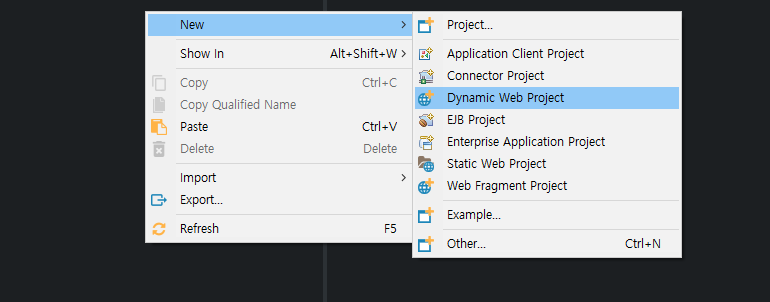 New
Show In Alt+Shift+W
Copy Ctrl+C
Copy Qualified Name
Paste Ctrl+V
Delete Delete
Import
Export...
Refresh F5
Project...
Application Client Project
Connector Project
Dynamic Web Project
EJB Project
Enterprise Application Project
Static Web Project
Web Fragment Project
Example...
Other... Ctrl+N